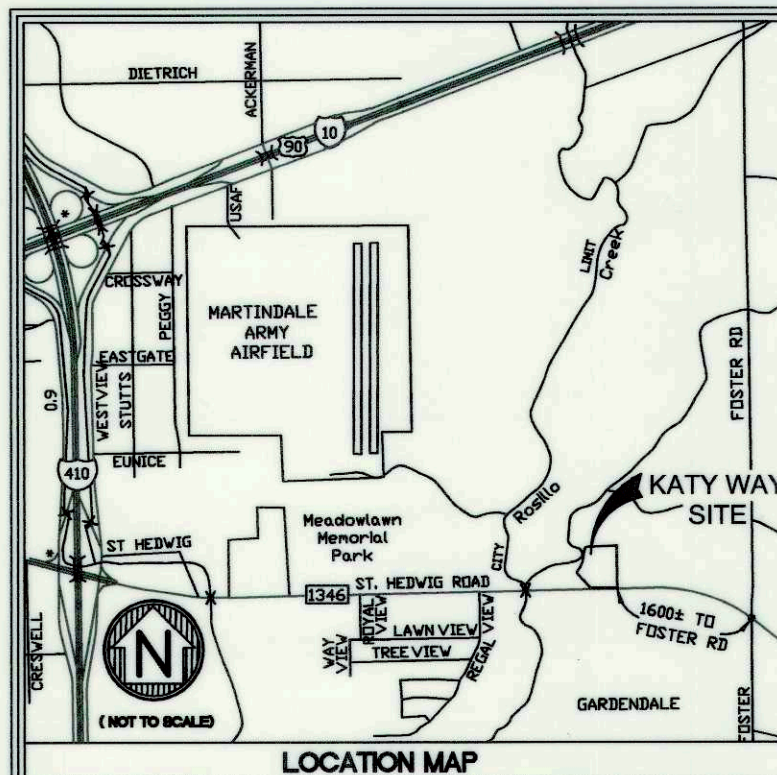 DIETRICH
ACKERMAN
90
10
USAF
*
CROSSWAY
PEGGY
MARTINDALE
ARMY
AIRFIELD
LIMIT
Creek
EASTGATE
WESTVIEW
STUTTS
0.9
FOSTER RD
EUNICE
410
KATY WAY
SITE
Rosillo
Meadowlawn
Memorial
Park
ST HEDWIG
CITY
*
1346
ST. HEDWIG ROAD
1600± TO
FOSTER RD
ROYAL
VIEW
LAWN VIEW
REGAL
VIEW
WAY
VIEW
TREE VIEW
CRESWELL
N
(NOT TO SCALE)
GARDENDALE
FOSTER
LOCATION MAP